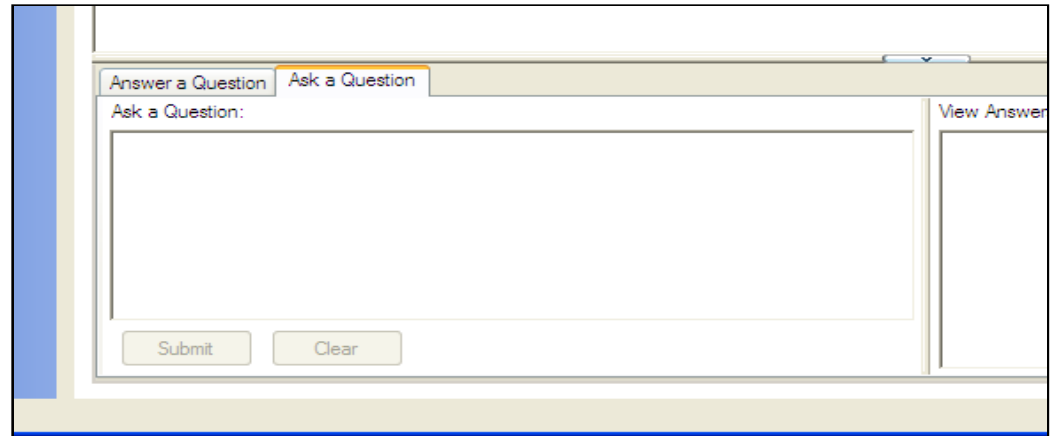 Answer a Question Ask a Question
Ask a Question:
View Answer
Submit Clear